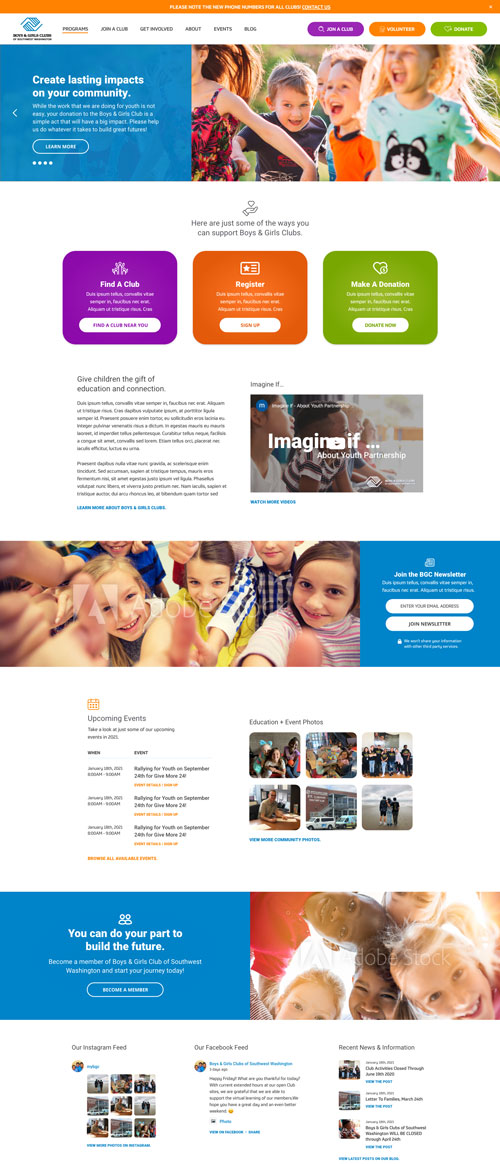 PLEASE NOTE THE NEW PHONE NUMBERS FOR ALL CLUBS! CONTACT US
BOYS & GIRLS CLUBS
OF SOUTHWEST WASHINGTON
PROGRAMS
JOIN A CLUB
GET INVOLVED
ABOUT
EVENTS
BLOG
JOIN A CLUB
VOLUNTEER
DONATE
Create lasting impacts
on your community.
While the work that we are doing for youth is not
easy, your donation to the Boys & Girls Club is a
simple act that will have a big impact. Please help
us do whatever it takes to build great futures!
LEARN MORE
Here are just some of the ways you
can support Boys & Girls Clubs.
Find A Club
Duis ipsum tellus, convallis vitae
semper in, faucibus nec erat.
Aliquam ut tristique risus. Cras
FIND A CLUB NEAR YOU
Register
Duis ipsum tellus, convallis vitae
semper in, faucibus nec erat.
Aliquam ut tristique risus. Cras
SIGN UP
Make A Donation
Duis ipsum tellus, convallis vitae
semper in, faucibus nec erat.
Aliquam ut tristique risus. Cras
DONATE NOW
Give children the gift of
education and connection.
Duis ipsum tellus, convallis vitae semper in, faucibus nec erat. Aliquam
ut tristique risus. Cras dapibus vulputate ipsum, at porttitor ligula
semper id. Praesent posuere enim tortor, eu sollicitudin eros lacinia eu.
Integer pulvinar venenatis risus a dictum. In egestas mauris eu mauris
laoreet, id imperdiet tellus pellentesque. Curabitur tellus neque, facilisis
a congue sit amet, convallis sed lorem. Etiam tellus orci, placerat nec
iaculis efficitur, luctus eu urna.
Praesent dapibus nulla vitae nunc gravida, ac scelerisque enim
tincidunt. Sed accumsan, sapien at tristique tempus, mauris eros
fermentum nisi, sit amet egestas justo ipsum vel ligula. Phasellus
volutpat nunc libero, et viverra justo pretium nec. Nam iaculis, sapien et
tristique auctor, dui arcu rhoncus leo, at bibendum quam tortor sed
LEARN MORE ABOUT BOYS & GIRLS CLUBS.
Imagine If...
m
Imagine If - About Youth Partnership
Imagine if ...
About Youth Partnership
WATCH MORE VIDEOS
Adobe Stock
Join the BGC Newsletter
Duis ipsum tellus, convallis vitae semper in,
faucibus nec erat. Aliquam ut tristique risus.
ENTER YOUR EMAIL ADDRESS
JOIN NEWSLETTER
We won't share your information
with other third party services.
Upcoming Events
Take a look at just some of our upcoming
events in 2021.
WHEN
EVENT
January 18th, 2021
8:00AM - 9:00AM
Rallying for Youth on September
24th for Give More 24!
EVENT DETAILS | SIGN UP
January 18th, 2021
8:00AM - 9:00AM
Rallying for Youth on September
24th for Give More 24!
EVENT DETAILS | SIGN UP
January 18th, 2021
8:00AM - 9:00AM
Rallying for Youth on September
24th for Give More 24!
EVENT DETAILS | SIGN UP
BROWSE ALL AVAILABLE EVENTS.
Education + Event Photos
VIEW MORE COMMUNITY PHOTOS.
You can do your part to
build the future.
Become a member of Boys & Girls Club of Southwest
Washington and start your journey today!
BECOME A MEMBER
Adobe Stock
Our Instagram Feed
mybgc
VIEW MORE PHOTOS ON INSTAGRAM
Our Facebook Feed
Boys & Girls Clubs of Southwest Washington
3 days ago
Happy Friday!! What are you thankful for today?
With current extended hours at our open Club
sites, we are grateful that we are able to
support the virtual learning of our members.We
hope you have a great day and an even better
weekend. 😊
Photo
VIEW ON FACEBOOK · SHARE
Recent News & Information
January 18th, 2021
Club Activities Closed Through
June 19th 2020
VIEW THE POST
January 18th, 2021
Letter To Families, March 24th
VIEW THE POST
January 18th, 2021
Boys & Girls Clubs of Southwest
Washington WILL BE CLOSED
through April 24th
VIEW THE POST
VIEW LATEST POSTS ON OUR BLOG.